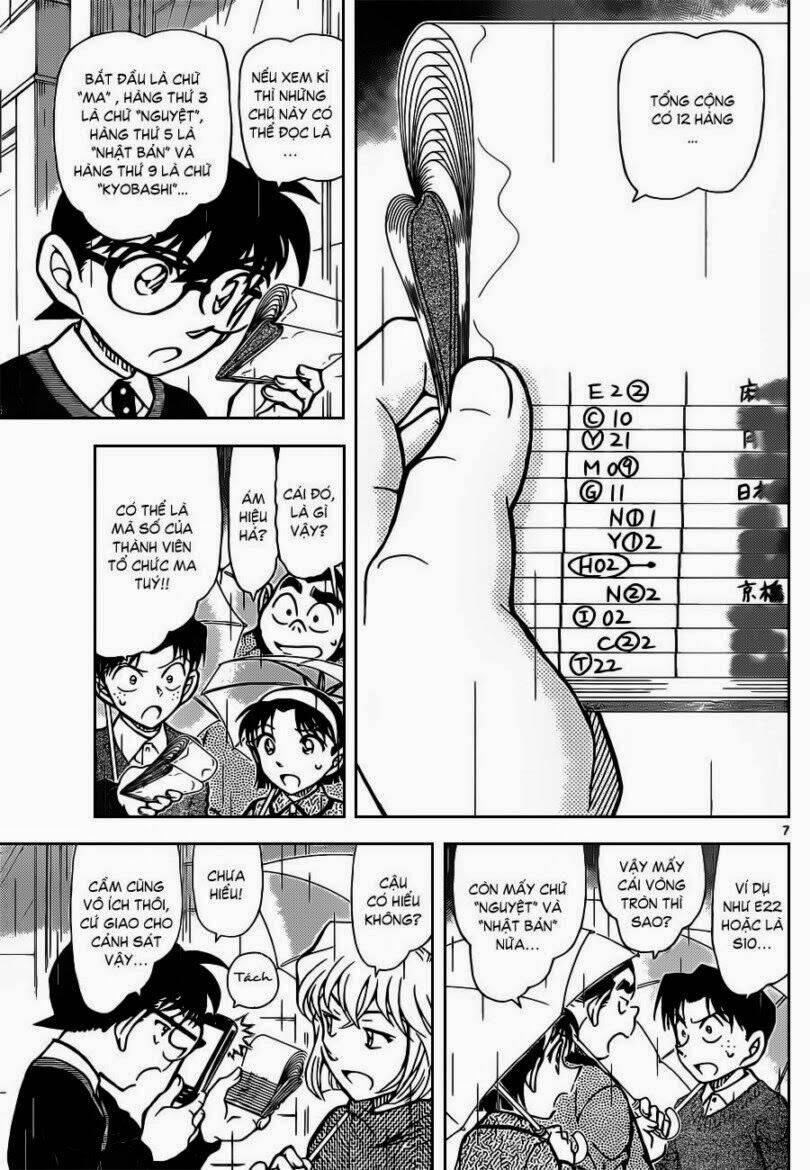 TỔNG CỘNG
CÓ 12 HÀNG
...
E2②
Ⓒ10
Ⓨ21
M0⑨
Ⓖ11
日本
N①1
Y①2
H02
N②2
京橋
Ⓘ02
C②2
Ⓣ22
NẾU XEM KĨ
THÌ NHỮNG
CHŨ NÀY CÓ
THỂ ĐỌC LÀ
...
BẮT ĐẦU LÀ CHỮ
"MA", HÀNG THỨ 3
LÀ CHỮ "NGUYỆT",
HÀNG THỨ 5 LÀ
"NHẬT BẢN" VÀ
HÀNG THỨ 9 LÀ CHỮ
"KYOBASHI"...
CÁI ĐÓ,
LÀ GÌ
VẬY?
ÁM
HIỆU
HẢ?
CÓ THỂ LÀ
MÃ SỐ CỦA
THÀNH VIÊN
TỔ CHỨC MA
TUÝ!!
7
VÍ DỤ
NHƯ E22
HOẶC LÀ
S10...
VẬY MẤY
CÁI VÒNG
TRÒN THÌ
SAO?
CÒN MẤY CHỮ
"NGUYỆT" VÀ
"NHẬT BẢN"
NỮA...
CẬU
CÓ HIỂU
KHÔNG?
CHƯA
HIỂU!
Tách
CẦM CŨNG
VÔ ÍCH THÔI,
CỨ GIAO CHO
CẢNH SÁT
VẬY...